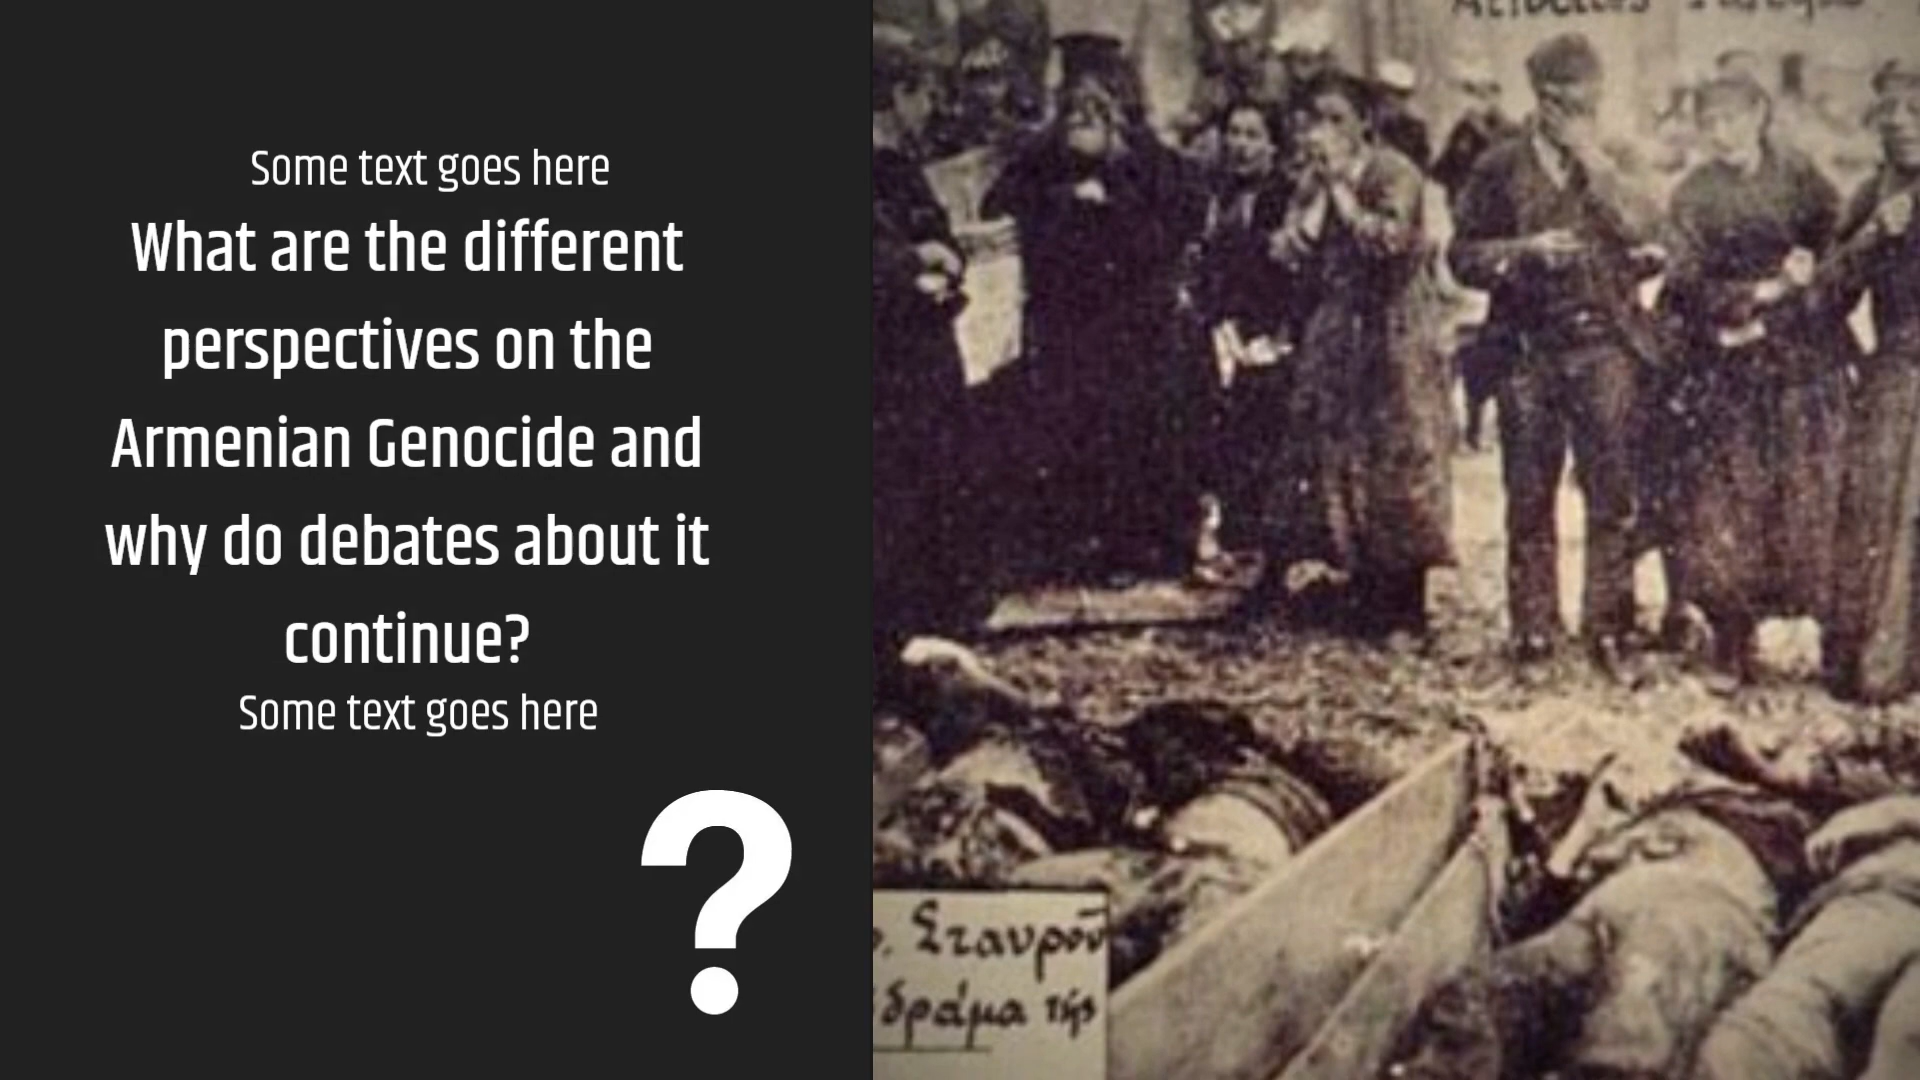 Some text goes here
What are the different
perspectives on the
Armenian Genocide and
why do debates about it
continue?
Some text goes here
?
Σταυροῦ
δράμα τῆς